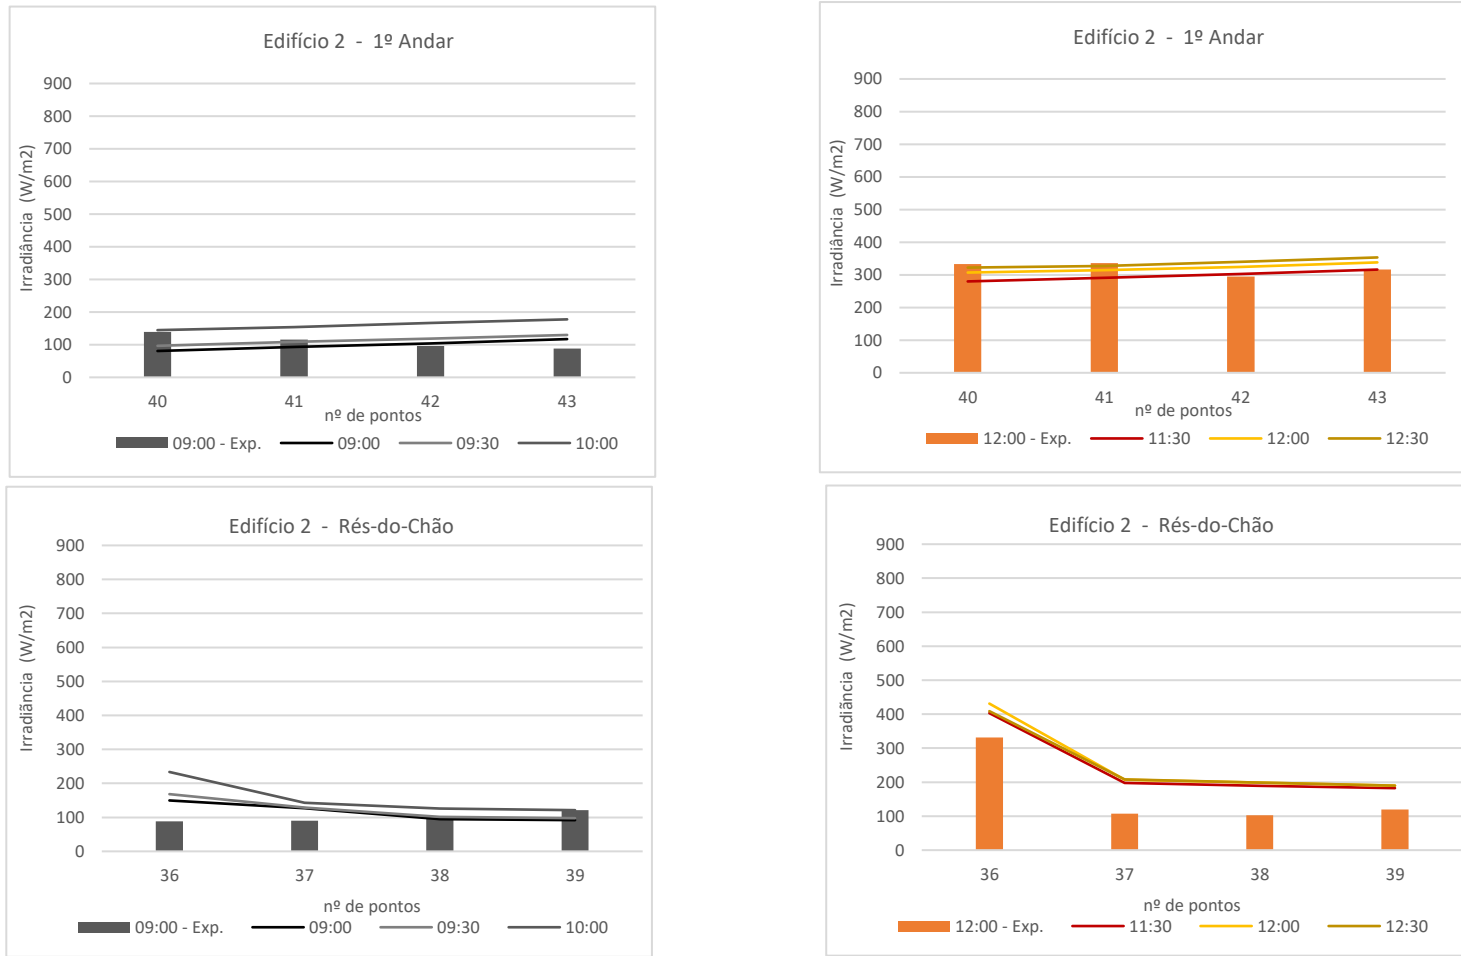 Edifício 2 - 1º Andar
900
800
700
600
500
400
300
200
100
0
Irradiância (W/m2)
40 41 42 43
nº de pontos
09:00 - Exp. 09:00 09:30 10:00
Edifício 2 - 1º Andar
900
800
700
600
500
400
300
200
100
0
Irradiância (W/m2)
40 41 42 43
nº de pontos
12:00 - Exp. 11:30 12:00 12:30
Edifício 2 - Rés-do-Chão
900
800
700
600
500
400
300
200
100
0
Irradiância (W/m2)
36 37 38 39
nº de pontos
09:00 - Exp. 09:00 09:30 10:00
Edifício 2 - Rés-do-Chão
900
800
700
600
500
400
300
200
100
0
Irradiância (W/m2)
36 37 38 39
nº de pontos
12:00 - Exp. 11:30 12:00 12:30